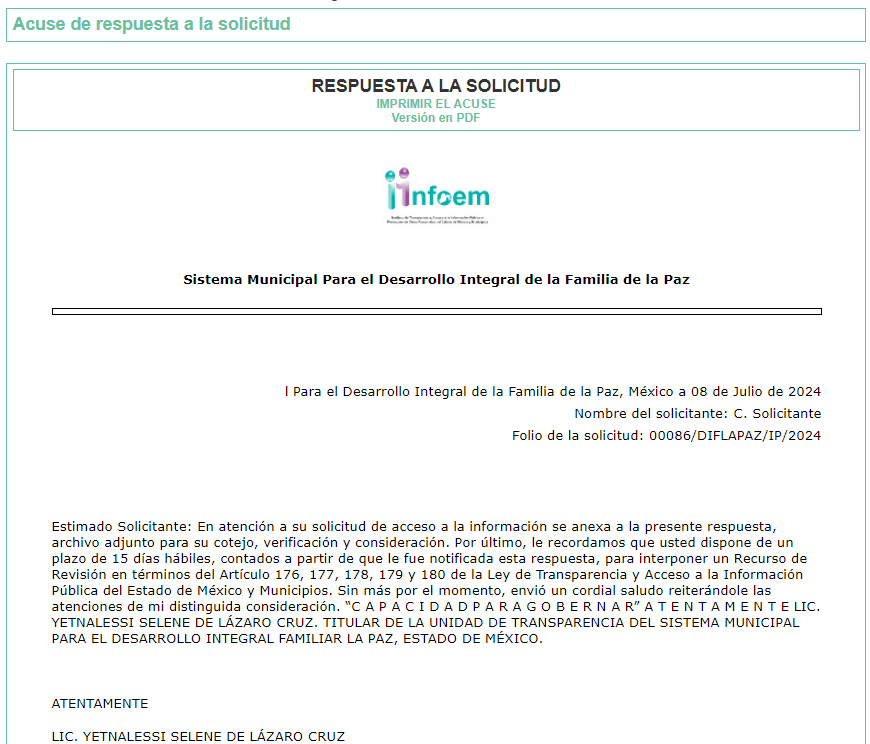 Acuse de respuesta a la solicitud
RESPUESTA A LA SOLICITUD
IMPRIMIR EL ACUSE
Versión en PDF
infoem
Sistema Municipal Para el Desarrollo Integral de la Familia de la Paz
l Para el Desarrollo Integral de la Familia de la Paz, México a 08 de Julio de 2024
Nombre del solicitante: C. Solicitante
Folio de la solicitud: 00086/DIFLAPAZ/IP/2024
Estimado Solicitante: En atención a su solicitud de acceso a la información se anexa a la presente respuesta,
archivo adjunto para su cotejo, verificación y consideración. Por último, le recordamos que usted dispone de un
plazo de 15 días hábiles, contados a partir de que le fue notificada esta respuesta, para interponer un Recurso de
Revisión en términos del Artículo 176, 177, 178, 179 y 180 de la Ley de Transparencia y Acceso a la Información
Pública del Estado de México y Municipios. Sin más por el momento, envió un cordial saludo reiterándole las
atenciones de mi distinguida consideración. “C A P A C I D A D P A R A G O B E R N A R” A T E N T A M E N T E LIC.
YETNALESSI SELENE DE LÁZARO CRUZ. TITULAR DE LA UNIDAD DE TRANSPARENCIA DEL SISTEMA MUNICIPAL
PARA EL DESARROLLO INTEGRAL FAMILIAR LA PAZ, ESTADO DE MÉXICO.
ATENTAMENTE
LIC. YETNALESSI SELENE DE LÁZARO CRUZ